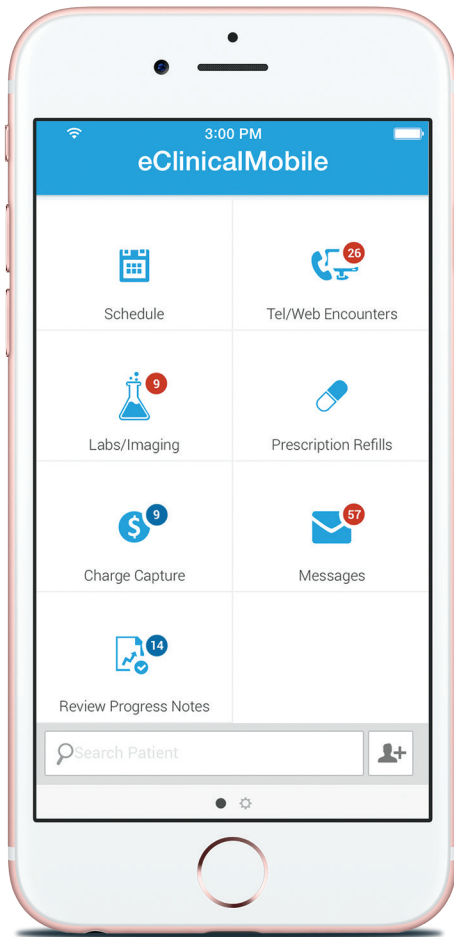 3:00 PM
eClinicalMobile
Schedule
26
Tel/Web Encounters
9
Labs/Imaging
Prescription Refills
$
9
Charge Capture
57
Messages
14
Review Progress Notes
Search Patient